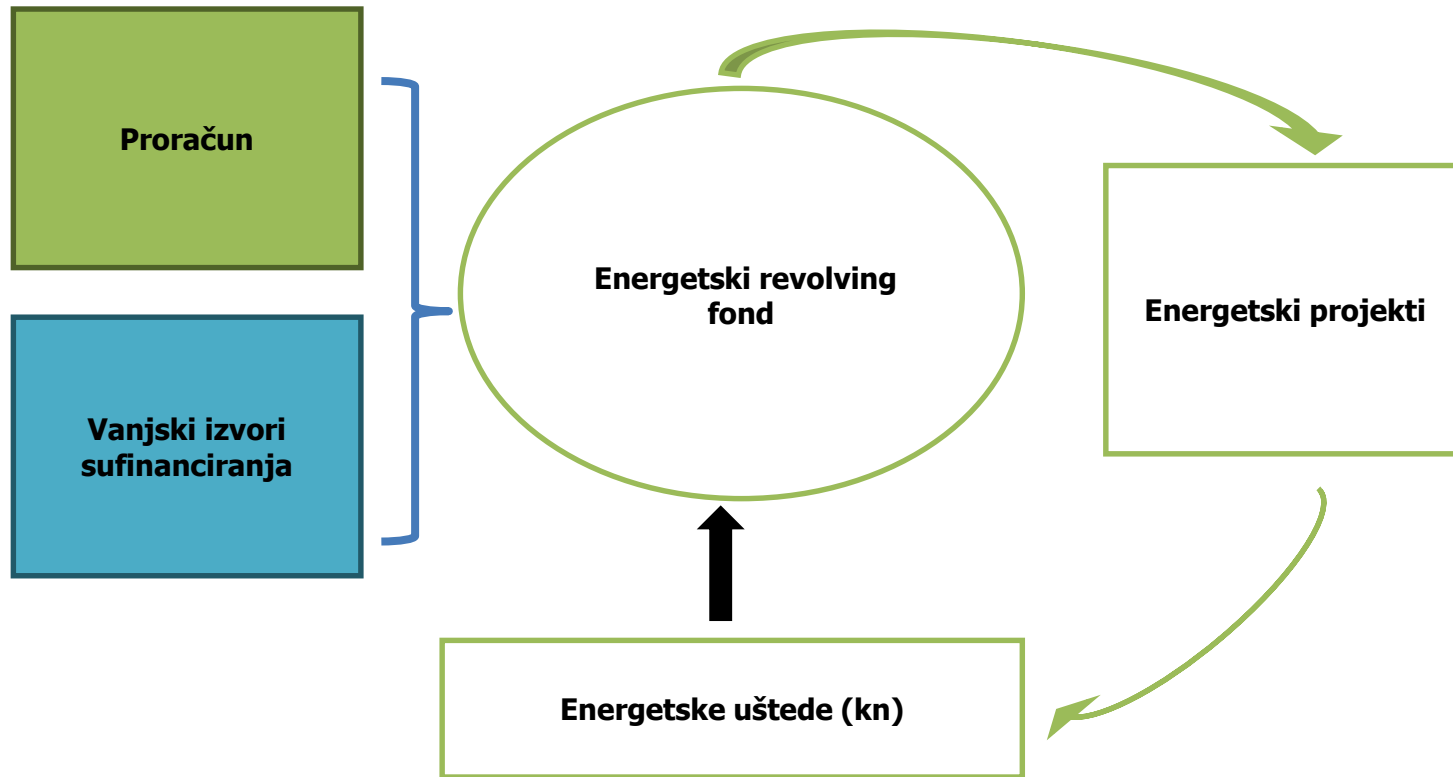 Proračun
Energetski revolving
fond
Energetski projekti
Vanjski izvori
sufinanciranja
Energetske uštede (kn)